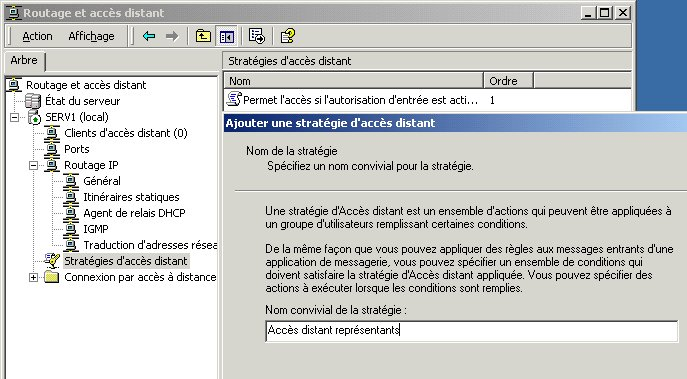 Routage et accès distant
Action Affichage
Arbre
Stratégies d'accès distant
Nom Ordre
Permet l'accès si l'autorisation d'entrée est acti... 1
Routage et accès distant
État du serveur
SERV1 (local)
Clients d'accès distant (0)
Ports
Routage IP
Général
Itinéraires statiques
Agent de relais DHCP
IGMP
Traduction d'adresses résea
Stratégies d'accès distant
Connexion par accès à distance
Ajouter une stratégie d'accès distant
Nom de la stratégie
Spécifiez un nom convivial pour la stratégie.
Une stratégie d'Accès distant est un ensemble d'actions qui peuvent être appliquées à
un groupe d'utilisateurs remplissant certaines conditions.
De la même façon que vous pouvez appliquer des règles aux messages entrants d'une
application de messagerie, vous pouvez spécifier un ensemble de conditions qui
doivent satisfaire la stratégie d'Accès distant appliquée. Vous pouvez spécifier des
actions à exécuter lorsque les conditions sont remplies.
Nom convivial de la stratégie :
Accès distant représentants